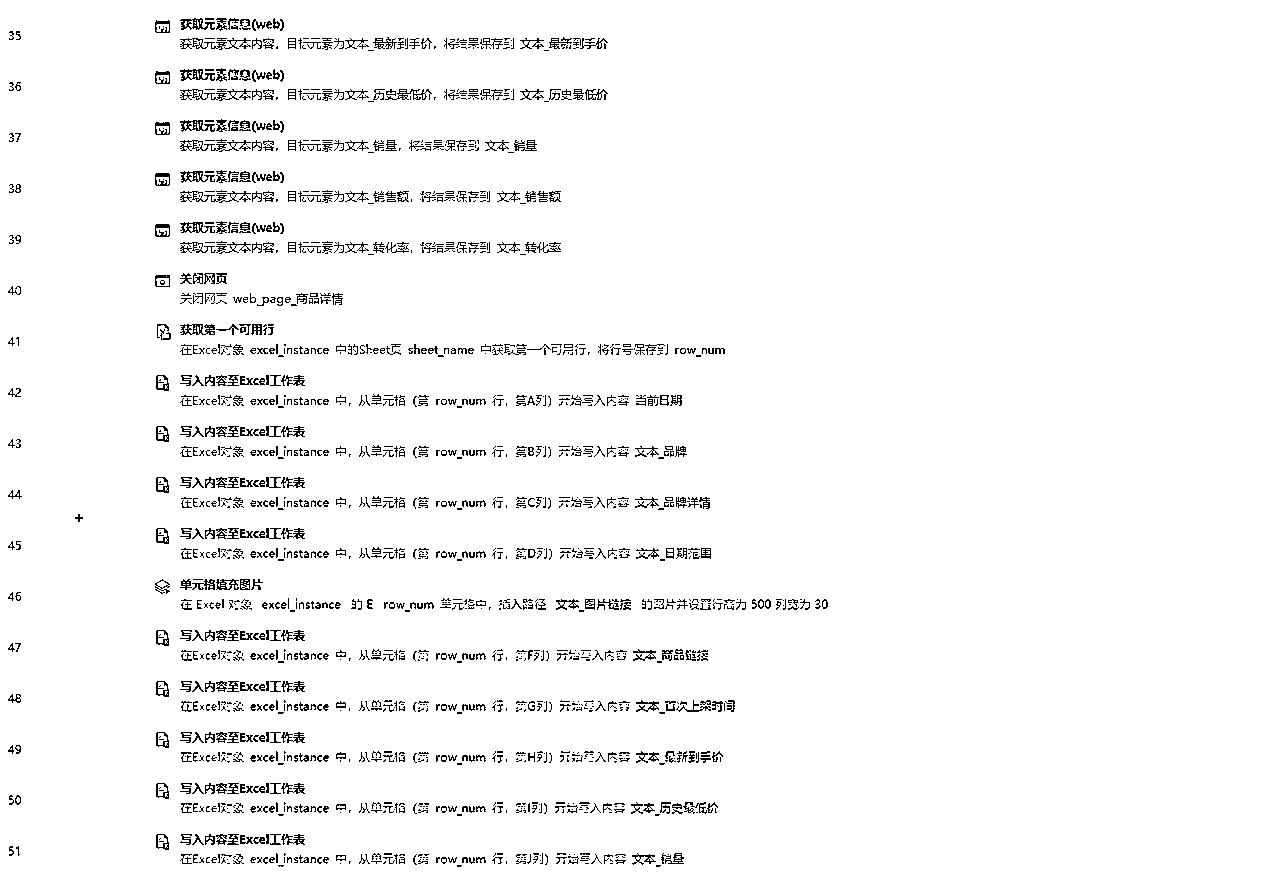 35
获取元素信息(web)
获取元素文本内容，目标元素为文本_最新到手价，将结果保存到 文本_最新到手价
36
获取元素信息(web)
获取元素文本内容，目标元素为文本_历史最低价，将结果保存到 文本_历史最低价
37
获取元素信息(web)
获取元素文本内容，目标元素为文本_销量，将结果保存到 文本_销量
38
获取元素信息(web)
获取元素文本内容，目标元素为文本_销售额，将结果保存到 文本_销售额
39
获取元素信息(web)
获取元素文本内容，目标元素为文本_转化率，将结果保存到 文本_转化率
40
关闭网页
关闭网页 web_page_商品详情
41
获取第一个可用行
在Excel对象 excel_instance 中的Sheet页 sheet_name 中获取第一个可用行，将行号保存到 row_num
42
写入内容至Excel工作表
在Excel对象 excel_instance 中，从单元格（第 row_num 行，第A列）开始写入内容 当前日期
43
写入内容至Excel工作表
在Excel对象 excel_instance 中，从单元格（第 row_num 行，第B列）开始写入内容 文本_品牌
44
写入内容至Excel工作表
在Excel对象 excel_instance 中，从单元格（第 row_num 行，第C列）开始写入内容 文本_品牌详情
45
写入内容至Excel工作表
在Excel对象 excel_instance 中，从单元格（第 row_num 行，第D列）开始写入内容 文本_日期范围
46
单元格填充图片
在 Excel 对象 excel_instance 的 E row_num 单元格中，插入路径 文本_图片链接 的图片并设置行高为 500 列宽为 30
47
写入内容至Excel工作表
在Excel对象 excel_instance 中，从单元格（第 row_num 行，第F列）开始写入内容 文本_商品链接
48
写入内容至Excel工作表
在Excel对象 excel_instance 中，从单元格（第 row_num 行，第G列）开始写入内容 文本_首次上架时间
49
写入内容至Excel工作表
在Excel对象 excel_instance 中，从单元格（第 row_num 行，第H列）开始写入内容 文本_最新到手价
50
写入内容至Excel工作表
在Excel对象 excel_instance 中，从单元格（第 row_num 行，第I列）开始写入内容 文本_历史最低价
51
写入内容至Excel工作表
在Excel对象 excel_instance 中，从单元格（第 row_num 行，第J列）开始写入内容 文本_销量